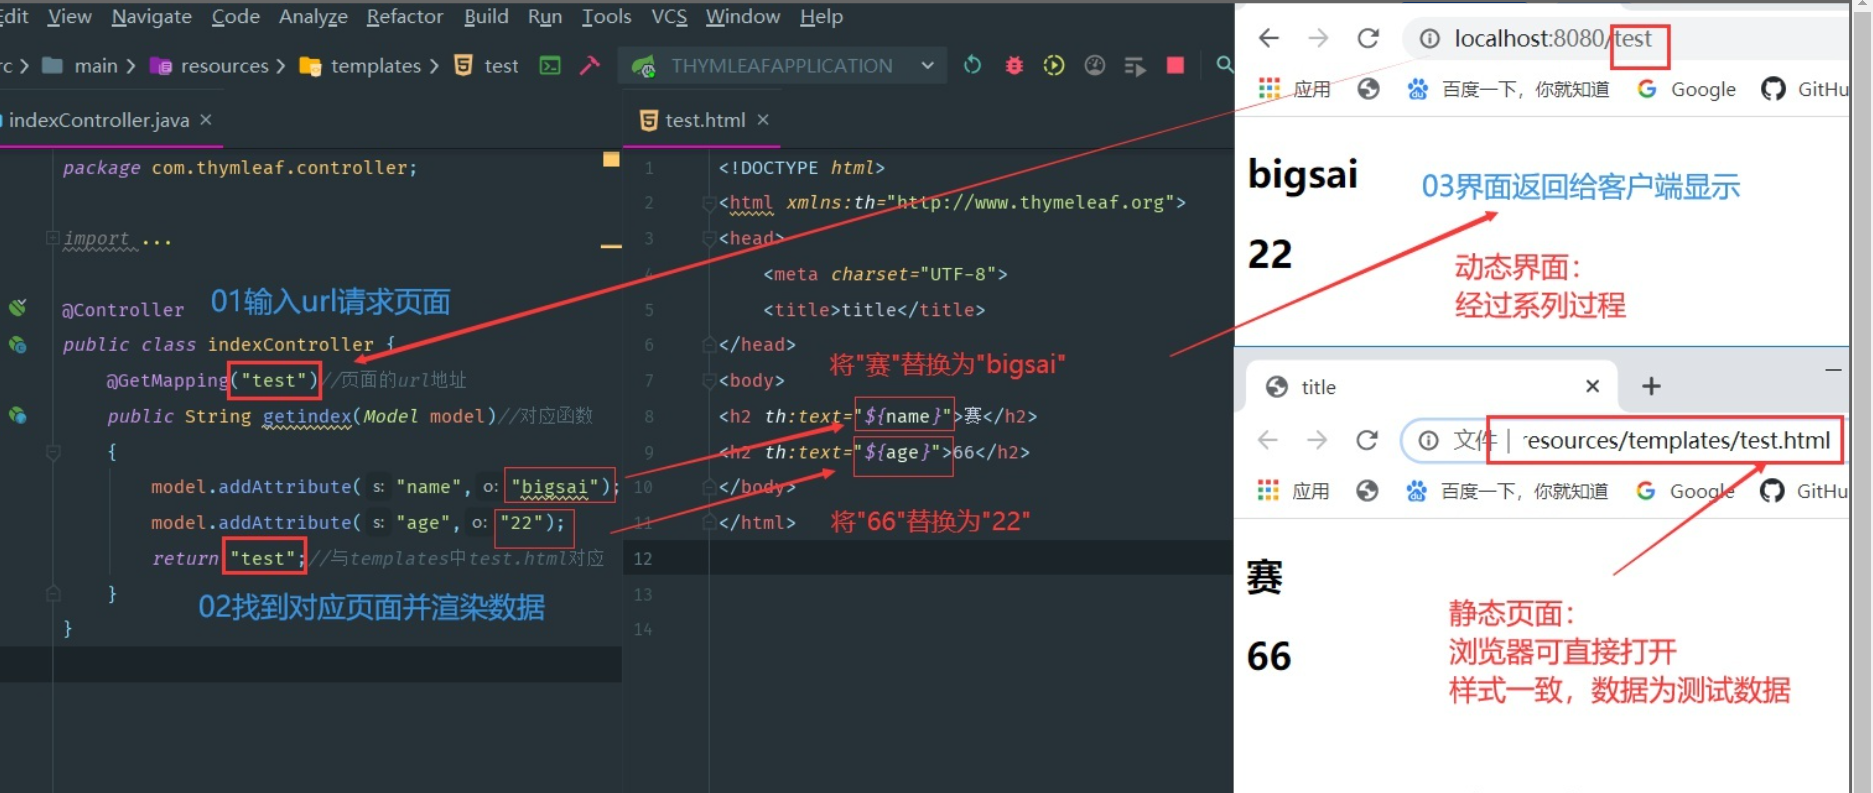 Edit View Navigate Code Analyze Refactor Build Run Tools VCS Window Help
rc > main > resources > templates > test THYMLEAFAPPLICATION
indexController.java ×
package com.thymleaf.controller;
import ...
@Controller
01输入url请求页面
public class indexController {
@GetMapping("test")//页面的url地址
public String getindex(Model model)//对应函数
{
model.addAttribute( s: "name", o: "bigsai");
model.addAttribute( s: "age", o: "22");
return "test";//与templates中test.html对应
}
02找到对应页面并渲染数据
}
test.html ×
1 <!DOCTYPE html>
2 <html xmlns:th="http://www.thymeleaf.org">
3 <head>
4 <meta charset="UTF-8">
5 <title>title</title>
6 </head>
将"赛"替换为"bigsai"
7 <body>
8 <h2 th:text="${name}">赛</h2>
9 <h2 th:text="${age}">66</h2>
10 </body>
11 </html>
将"66"替换为"22"
12
13
14
localhost:8080/test
应用 百度一下，你就知道 Google GitHu
bigsai
03界面返回给客户端显示
22
动态界面：
经过系列过程
title
文件 | resources/templates/test.html
应用 百度一下，你就知道 Google GitHu
赛
66
静态页面：
浏览器可直接打开
样式一致，数据为测试数据